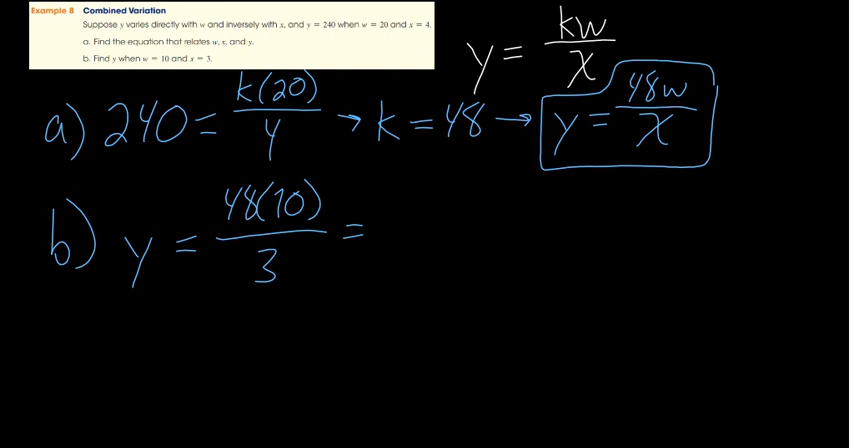 Example 8 Combined Variation
Suppose y varies directly with w and inversely with x, and y = 240 when w = 20 and x = 4.
a. Find the equation that relates w, x, and y.
b. Find y when w = 10 and x = 3.
y = kw/x
a) 240 = k(20)/4 → k = 48 → y = 48w/x
b) y = 48(10)/3 =